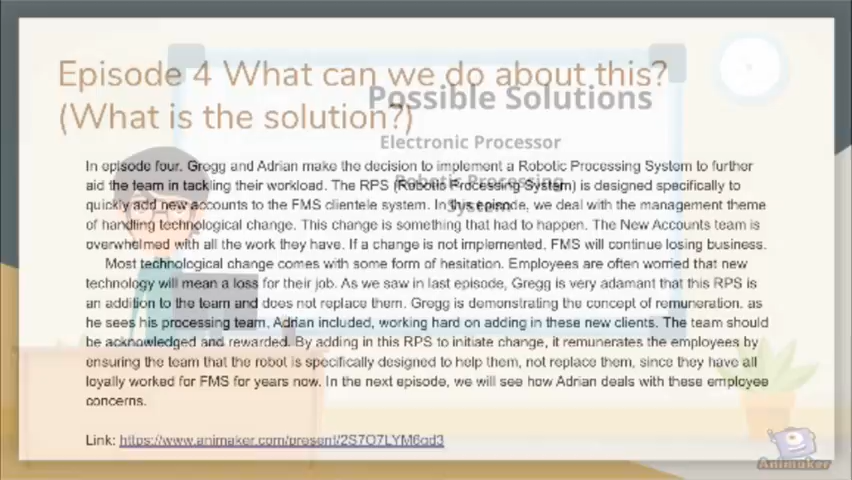 Episode 4 What can we do about this?
(What is the solution?)
Possible Solutions
Electronic Processor
Robotic Processing
System
In episode four, Gregg and Adrian make the decision to implement a Robotic Processing System to further
aid the team in tackling their workload. The RPS (Robotic Processing System) is designed specifically to
quickly add new accounts to the FMS clientele system. In this episode, we deal with the management theme
of handling technological change. This change is something that had to happen. The New Accounts team is
overwhelmed with all the work they have. If a change is not implemented, FMS will continue losing business.
Most technological change comes with some form of hesitation. Employees are often worried that new
technology will mean a loss for their job. As we saw in last episode, Gregg is very adamant that this RPS is
an addition to the team and does not replace them. Gregg is demonstrating the concept of remuneration, as
he sees his processing team, Adrian included, working hard on adding in these new clients. The team should
be acknowledged and rewarded. By adding in this RPS to initiate change, it remunerates the employees by
ensuring the team that the robot is specifically designed to help them, not replace them, since they have all
loyally worked for FMS for years now. In the next episode, we will see how Adrian deals with these employee
concerns.
Link: https://www.animaker.com/present/2S7O7LYM6qd3
Animaker